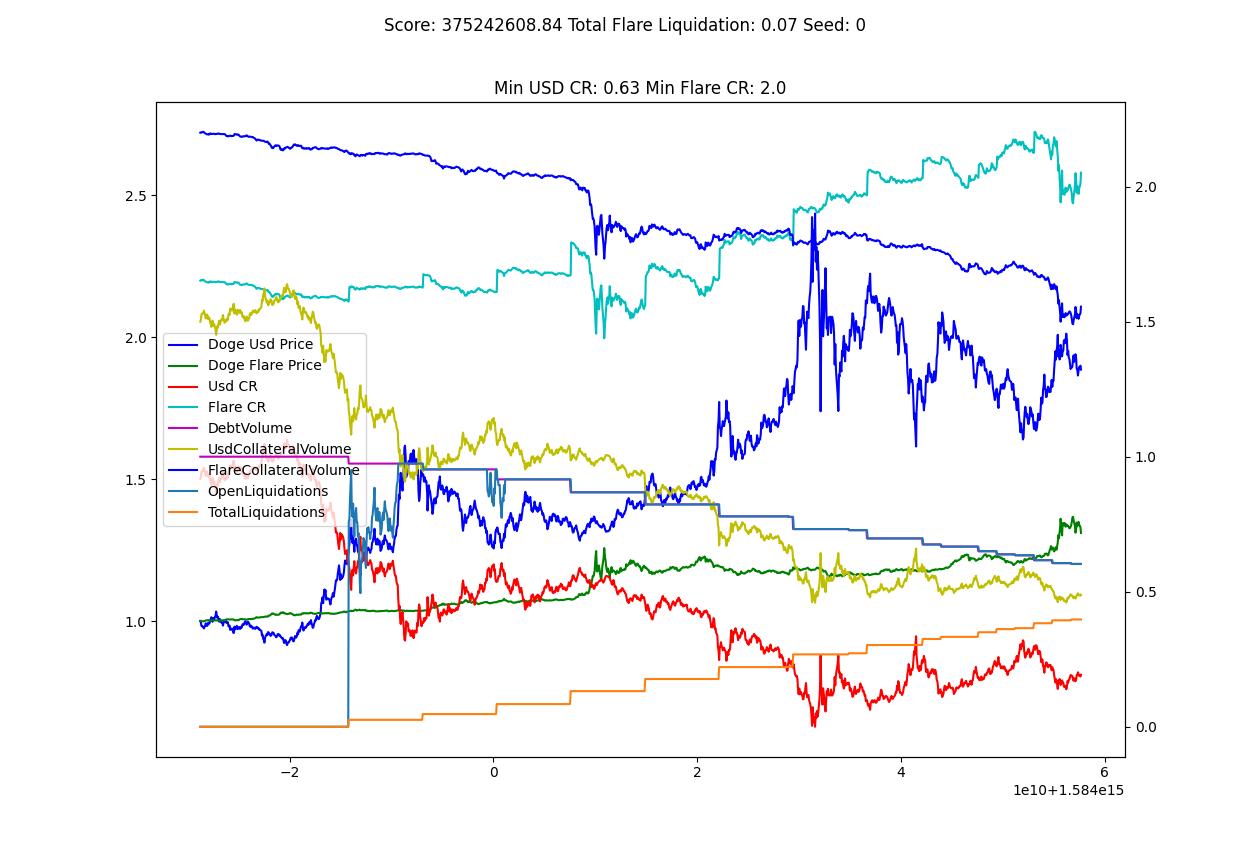 Score: 375242608.84 Total Flare Liquidation: 0.07 Seed: 0
Min USD CR: 0.63 Min Flare CR: 2.0
2.5
2.0
1.5
1.0
Doge Usd Price
Doge Flare Price
Usd CR
Flare CR
DebtVolume
UsdCollateralVolume
FlareCollateralVolume
OpenLiquidations
TotalLiquidations
2.0
1.5
1.0
0.5
0.0
−2 0 2 4 6
1e10+1.584e15